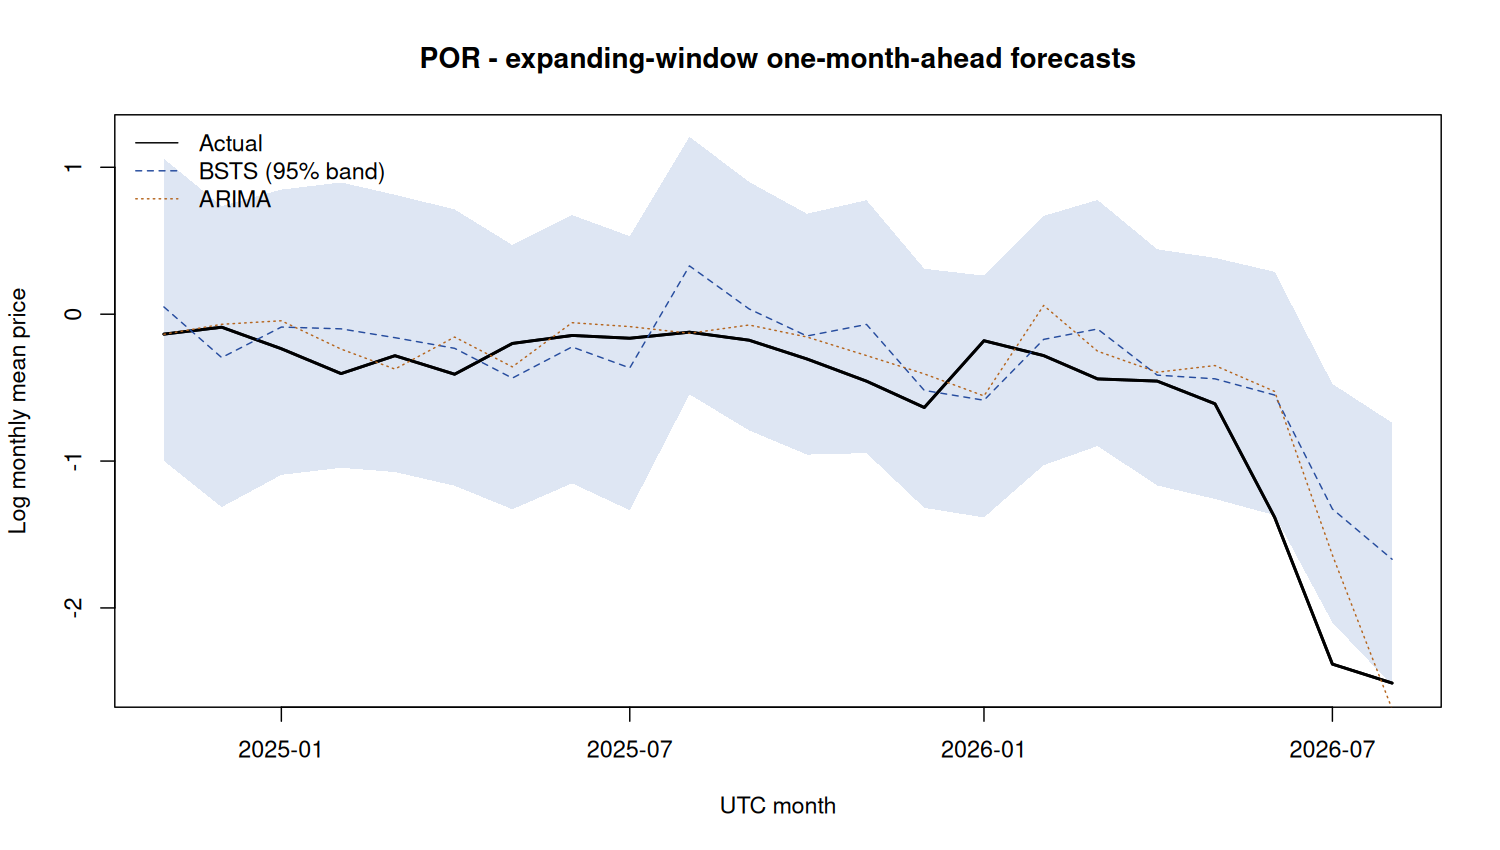 POR - expanding-window one-month-ahead forecasts
Actual
BSTS (95% band)
ARIMA
Log monthly mean price
1
0
-1
-2
2025-01
2025-07
2026-01
2026-07
UTC month